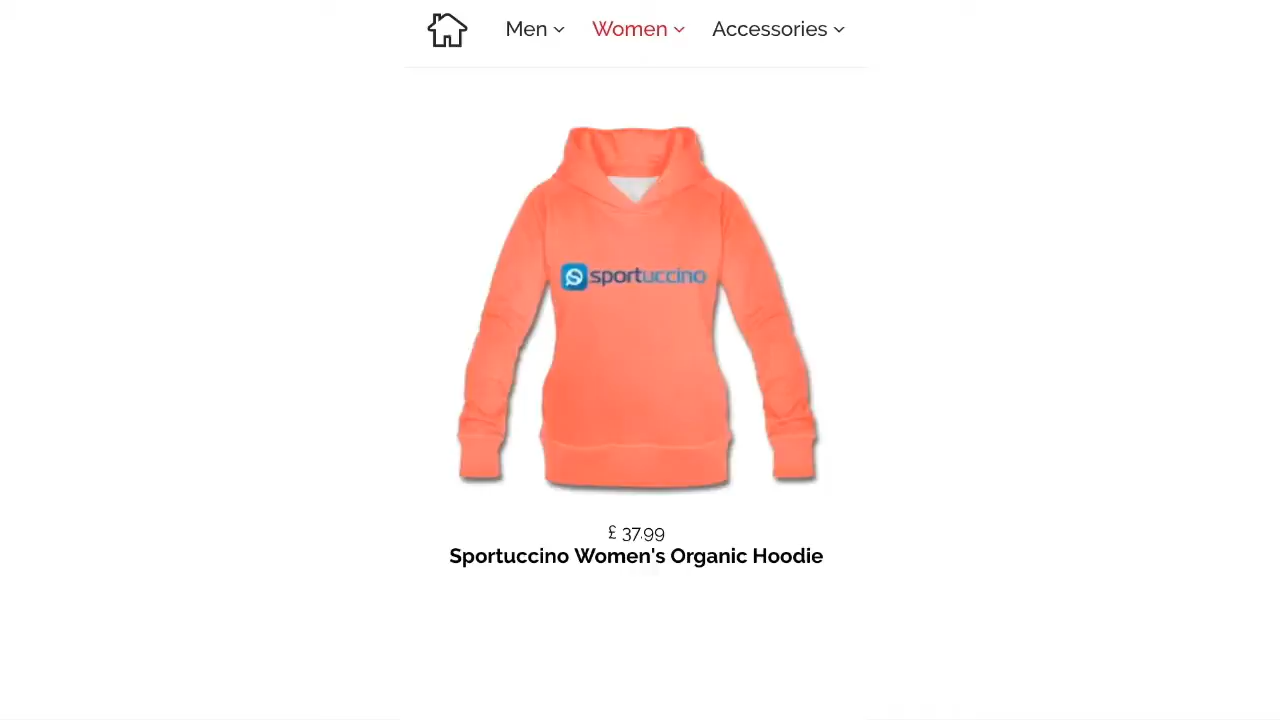 Men Women Accessories
sportuccino
£ 37.99
Sportuccino Women's Organic Hoodie